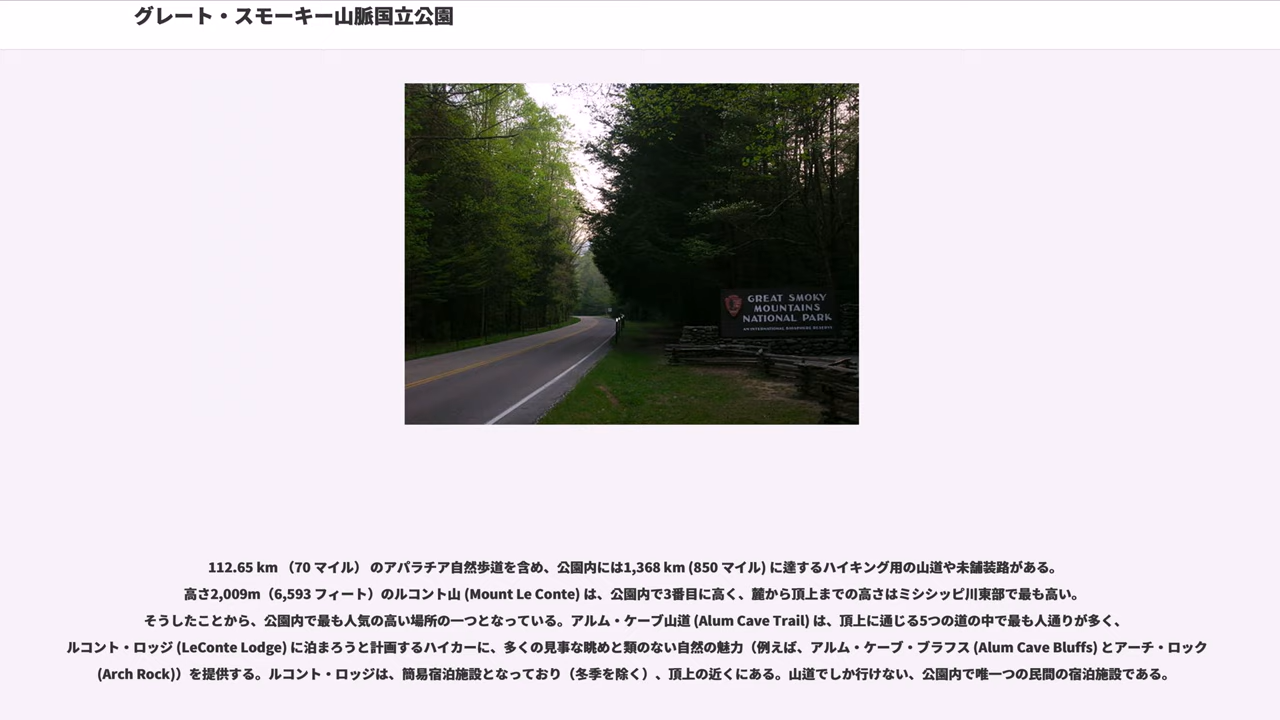 グレート・スモーキー山脈国立公園
GREAT SMOKY
MOUNTAINS
NATIONAL PARK
AN INTERNATIONAL BIOSPHERE RESERVE
112.65 km （70 マイル） のアパラチア自然歩道を含め、公園内には1,368 km (850 マイル) に達するハイキング用の山道や未舗装路がある。
高さ2,009m（6,593 フィート）のルコント山 (Mount Le Conte) は、公園内で3番目に高く、麓から頂上までの高さはミシシッピ川東部で最も高い。
そうしたことから、公園内で最も人気の高い場所の一つとなっている。アルム・ケーブ山道 (Alum Cave Trail) は、頂上に通じる5つの道の中で最も人通りが多く、
ルコント・ロッジ (LeConte Lodge) に泊まろうと計画するハイカーに、多くの見事な眺めと類のない自然の魅力（例えば、アルム・ケーブ・ブラフス (Alum Cave Bluffs) とアーチ・ロック
(Arch Rock)）を提供する。ルコント・ロッジは、簡易宿泊施設となっており（冬季を除く）、頂上の近くにある。山道でしか行けない、公園内で唯一つの民間の宿泊施設である。